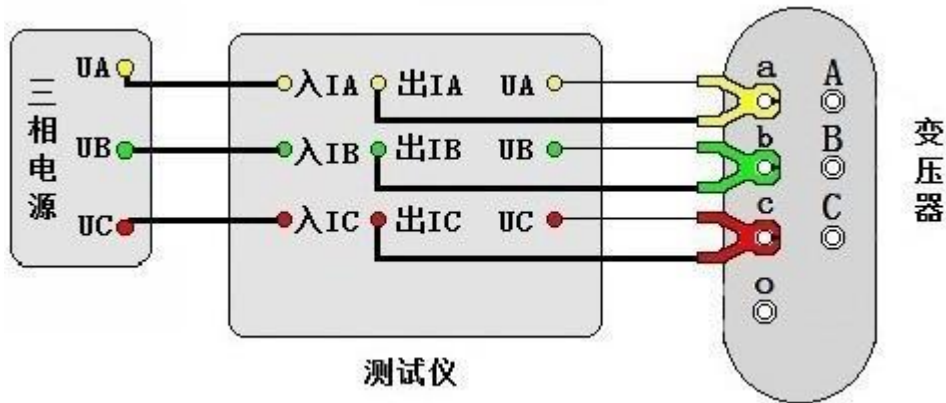 三相电源
UA
UB
UC
入IA 出IA UA
入IB 出IB UB
入IC 出IC UC
测试仪
a A
b B
c C
o
变压器